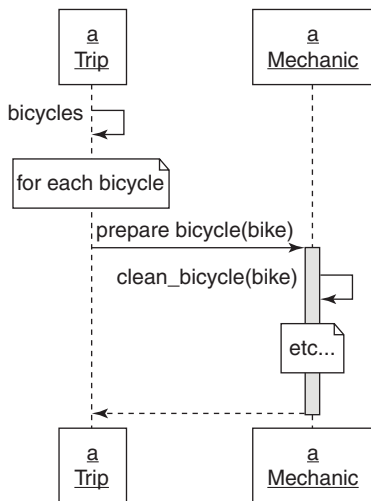 a
Trip
a
Mechanic
bicycles
for each bicycle
prepare bicycle(bike)
clean_bicycle(bike)
etc...
a
Trip
a
Mechanic